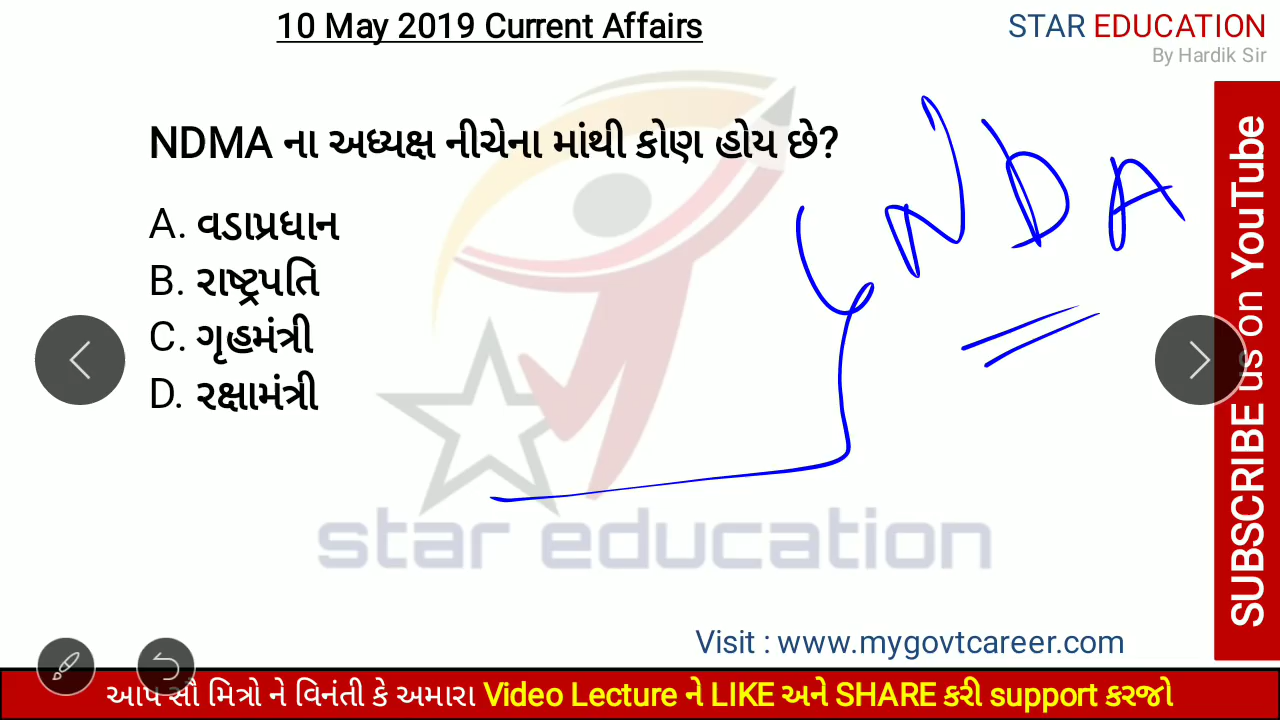 10 May 2019 Current Affairs
STAR EDUCATION
By Hardik Sir
NDMA ના અધ્યક્ષ નીચેના માંથી કોણ હોય છે?
A. વડાપ્રધાન
B. રાષ્ટ્રપતિ
C. ગૃહમંત્રી
D. રક્ષામંત્રી
NDA
star education
SUBSCRIBE us on YouTube
Visit : www.mygovtcareer.com
આપ સૌ મિત્રો ને વિનંતી કે અમારા Video Lecture ને LIKE અને SHARE કરી support કરજો